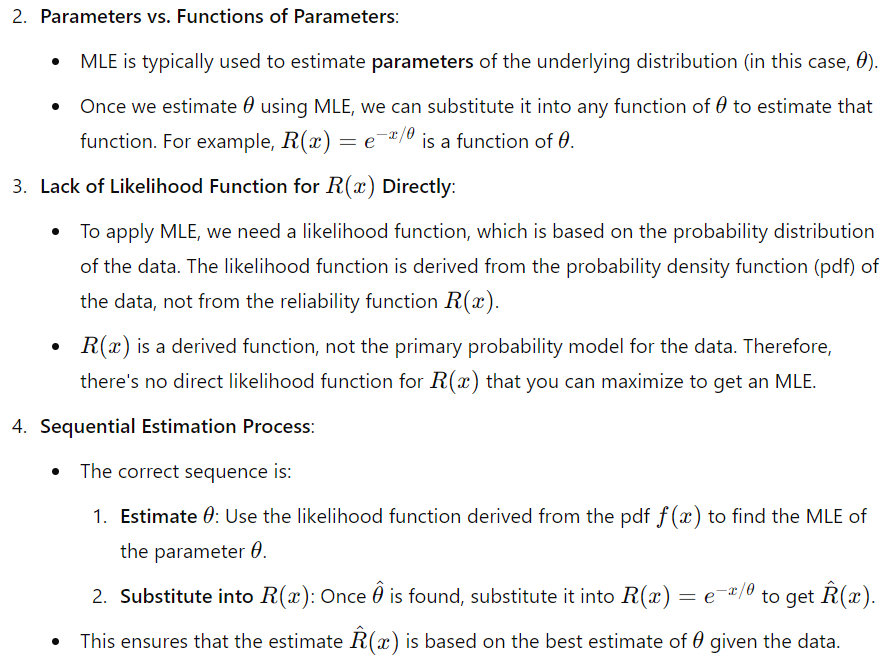 2. Parameters vs. Functions of Parameters:
• MLE is typically used to estimate parameters of the underlying distribution (in this case, θ).
• Once we estimate θ using MLE, we can substitute it into any function of θ to estimate that
function. For example, R(x) = e^{-x/θ} is a function of θ.
3. Lack of Likelihood Function for R(x) Directly:
• To apply MLE, we need a likelihood function, which is based on the probability distribution
of the data. The likelihood function is derived from the probability density function (pdf) of
the data, not from the reliability function R(x).
• R(x) is a derived function, not the primary probability model for the data. Therefore,
there's no direct likelihood function for R(x) that you can maximize to get an MLE.
4. Sequential Estimation Process:
• The correct sequence is:
1. Estimate θ: Use the likelihood function derived from the pdf f(x) to find the MLE of
the parameter θ.
2. Substitute into R(x): Once θ̂ is found, substitute it into R(x) = e^{-x/θ} to get R̂(x).
• This ensures that the estimate R̂(x) is based on the best estimate of θ given the data.